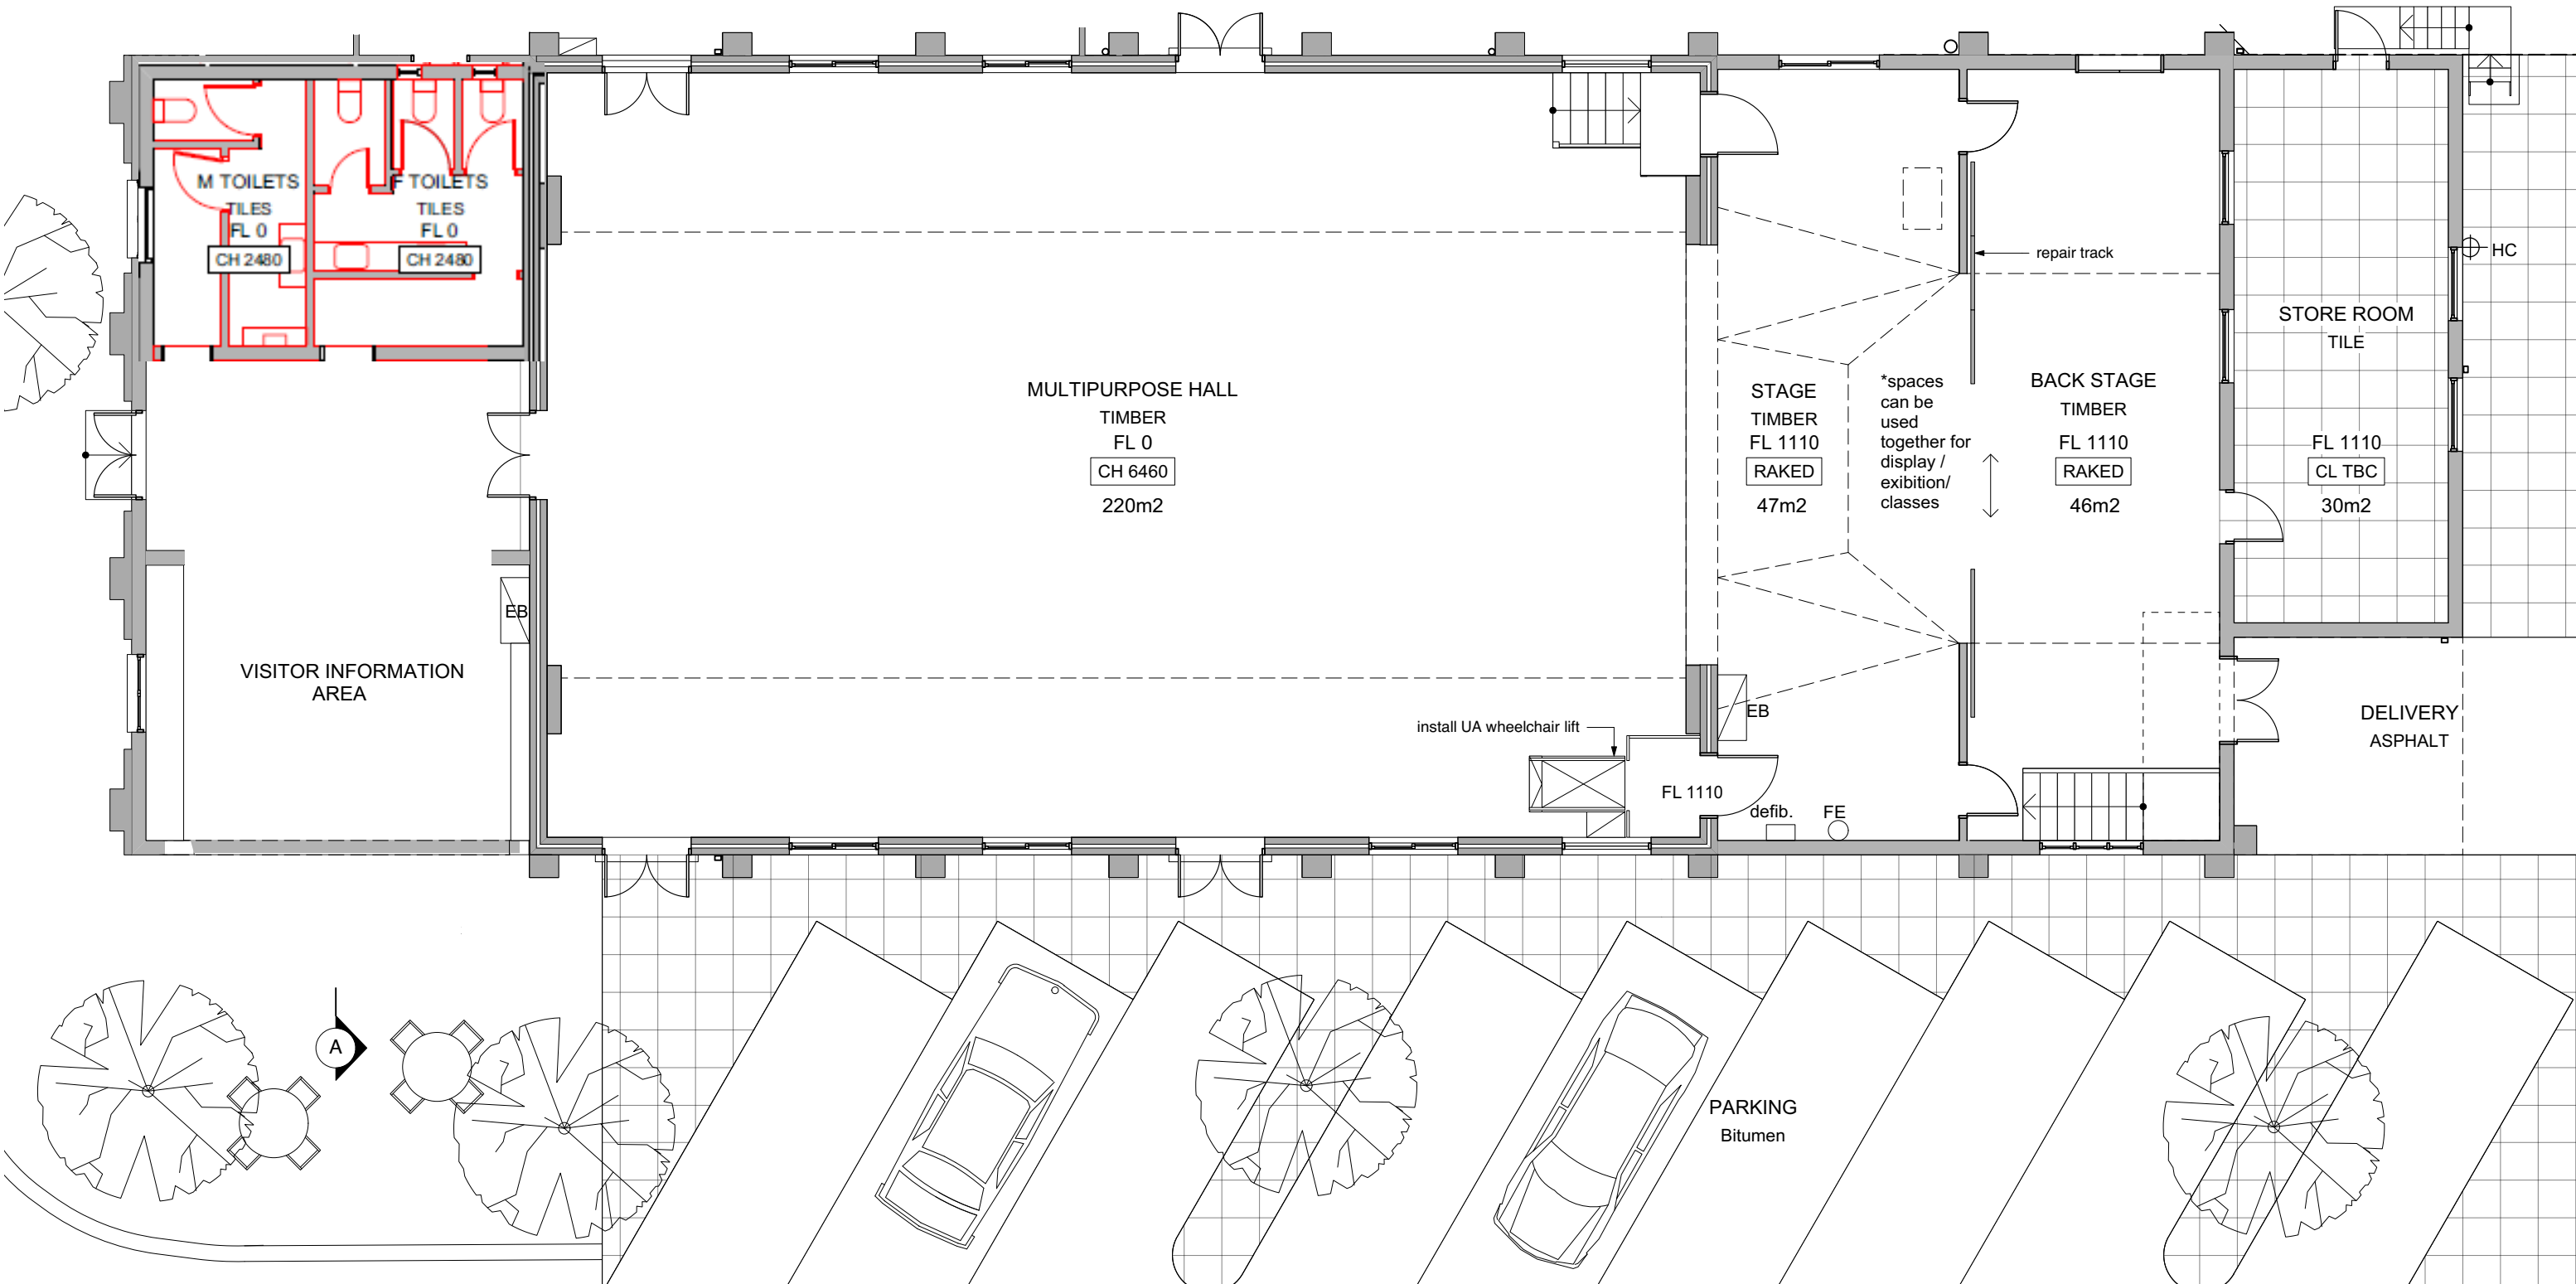 M TOILETS
TILES
FL 0
CH 2480
F TOILETS
TILES
FL 0
CH 2480
MULTIPURPOSE HALL
TIMBER
FL 0
CH 6460
220m2
STAGE
TIMBER
FL 1110
RAKED
47m2
*spaces
can be
used
together for
display /
exibition/
classes
repair track
BACK STAGE
TIMBER
FL 1110
RAKED
46m2
HC
STORE ROOM
TILE
FL 1110
CL TBC
30m2
EB
VISITOR INFORMATION
AREA
install UA wheelchair lift
FL 1110
EB
defib.
FE
DELIVERY
ASPHALT
A
PARKING
Bitumen